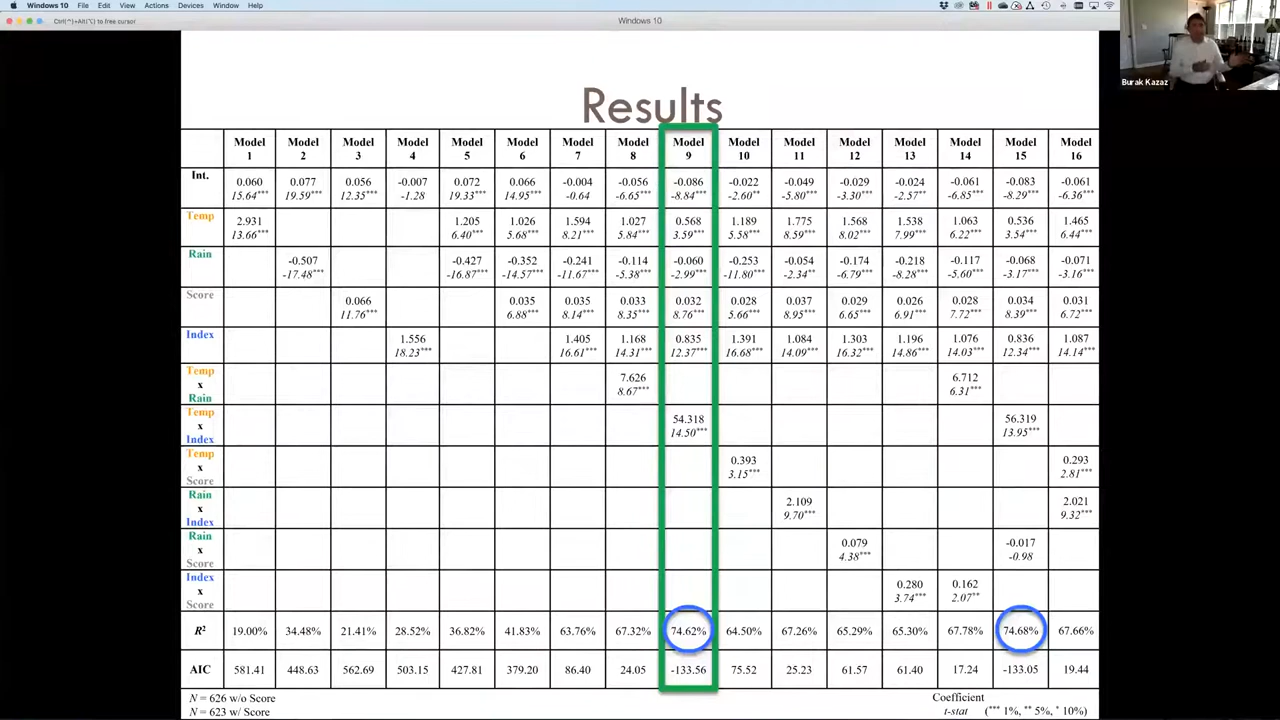 Windows 10 File Edit View Actions Devices Window Help
Ctrl(^)+Alt(⌥) to free cursor
Windows 10
Burak Kazaz
Results
Model 1 Model 2 Model 3 Model 4 Model 5 Model 6 Model 7 Model 8 Model 9 Model 10 Model 11 Model 12 Model 13 Model 14 Model 15 Model 16
Int. 0.060 0.077 0.056 -0.007 0.072 0.066 -0.004 -0.056 -0.086 -0.022 -0.049 -0.029 -0.024 -0.061 -0.083 -0.061
15.64*** 19.59*** 12.35*** -1.28 19.33*** 14.95*** -0.64 -6.65*** -8.84*** -2.60** -5.80*** -3.30*** -2.57** -6.85*** -8.29*** -6.36***
Temp 2.931 1.205 1.026 1.594 1.027 0.568 1.189 1.775 1.568 1.538 1.063 0.536 1.465
13.66*** 6.40*** 5.68*** 8.21*** 5.84*** 3.59*** 5.58*** 8.59*** 8.02*** 7.99*** 6.22*** 3.54*** 6.44***
Rain -0.507 -0.427 -0.352 -0.241 -0.114 -0.060 -0.253 -0.054 -0.174 -0.218 -0.117 -0.068 -0.071
-17.48*** -16.87*** -14.57*** -11.67*** -5.38*** -2.99*** -11.80*** -2.34** -6.79*** -8.28*** -5.60*** -3.17*** -3.16***
Score 0.066 0.035 0.035 0.033 0.032 0.028 0.037 0.029 0.026 0.028 0.034 0.031
11.76*** 6.88*** 8.14*** 8.35*** 8.76*** 5.66*** 8.95*** 6.65*** 6.91*** 7.72*** 8.39*** 6.72***
Index 1.556 1.405 1.168 0.835 1.391 1.084 1.303 1.196 1.076 0.836 1.087
18.23*** 16.61*** 14.31*** 12.37*** 16.68*** 14.09*** 16.32*** 14.86*** 14.03*** 12.34*** 14.14***
Temp x Rain 7.626 6.712
8.67*** 6.31***
Temp x Index 54.318 56.319
14.50*** 13.95***
Temp x Score 0.393 0.293
3.15*** 2.81***
Rain x Index 2.109 2.021
9.70*** 9.32***
Rain x Score 0.079 -0.017
4.38*** -0.98
Index x Score 0.280 0.162
3.74*** 2.07**
R² 19.00% 34.48% 21.41% 28.52% 36.82% 41.83% 63.76% 67.32% 74.62% 64.50% 67.26% 65.29% 65.30% 67.78% 74.68% 67.66%
AIC 581.41 448.63 562.69 503.15 427.81 379.20 86.40 24.05 -133.56 75.52 25.23 61.57 61.40 17.24 -133.05 19.44
N = 626 w/o Score
N = 623 w/ Score
Coefficient
t-stat (*** 1%, ** 5%, * 10%)